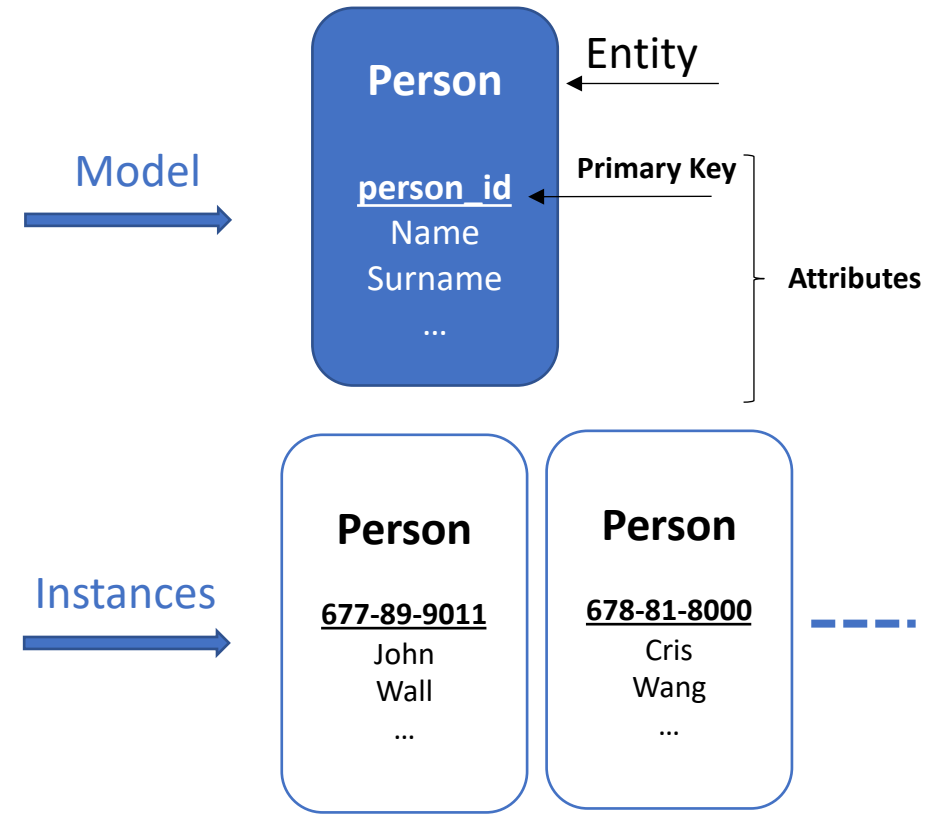 Entity
Person
Model
Primary Key
person_id
Name
Surname
...
Attributes
Person
677-89-9011
John
Wall
...
Person
678-81-8000
Cris
Wang
...
Instances